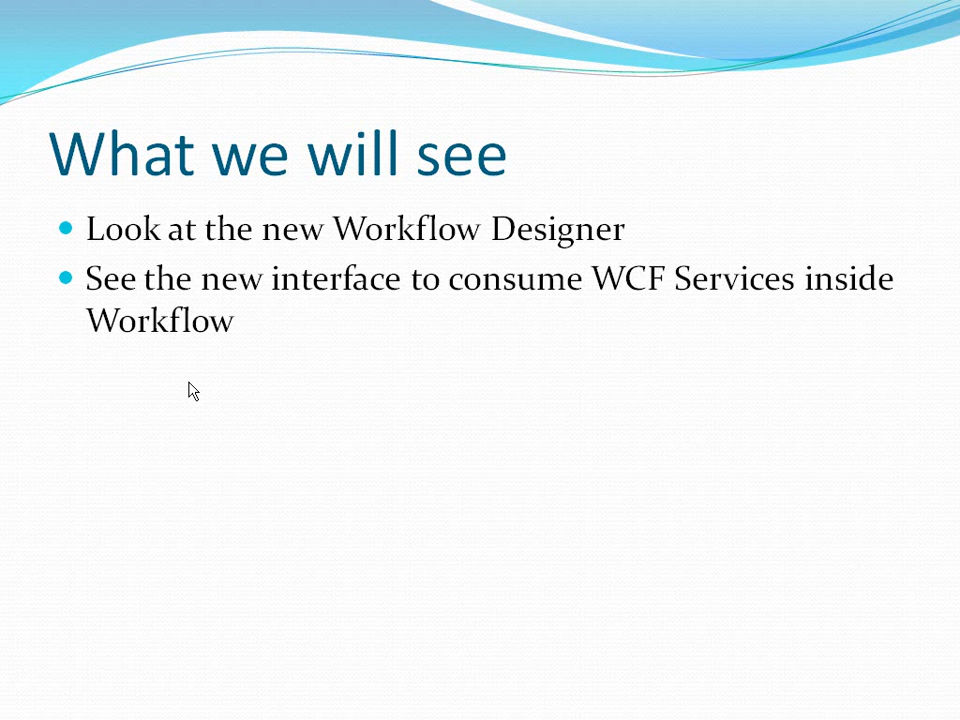 What we will see
Look at the new Workflow Designer
See the new interface to consume WCF Services inside
Workflow